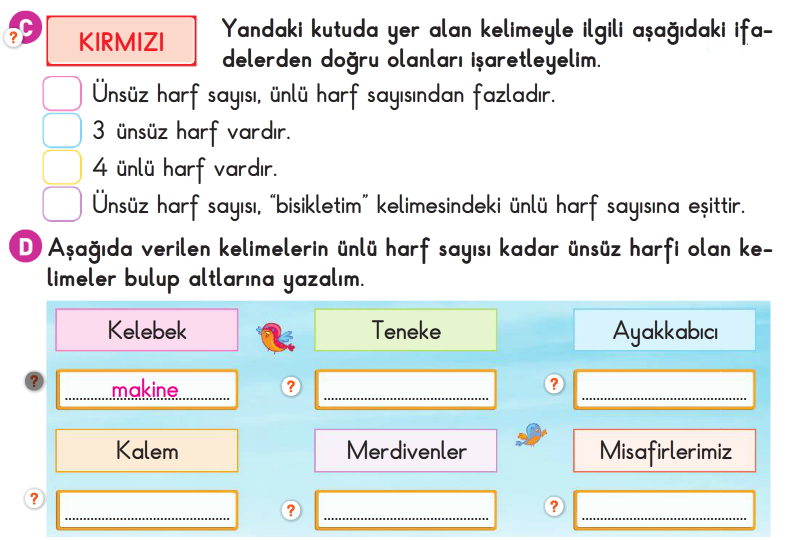 C
?
KIRMIZI
Yandaki kutuda yer alan kelimeyle ilgili aşağıdaki ifa-
delerden doğru olanları işaretleyelim.
Ünsüz harf sayısı, ünlü harf sayısından fazladır.
3 ünsüz harf vardır.
4 ünlü harf vardır.
Ünsüz harf sayısı, “bisikletim” kelimesindeki ünlü harf sayısına eşittir.
D Aşağıda verilen kelimelerin ünlü harf sayısı kadar ünsüz harfi olan ke-
limeler bulup altlarına yazalım.
Kelebek Teneke Ayakkabıcı
? makine ? ?
Kalem Merdivenler Misafirlerimiz
? ? ?